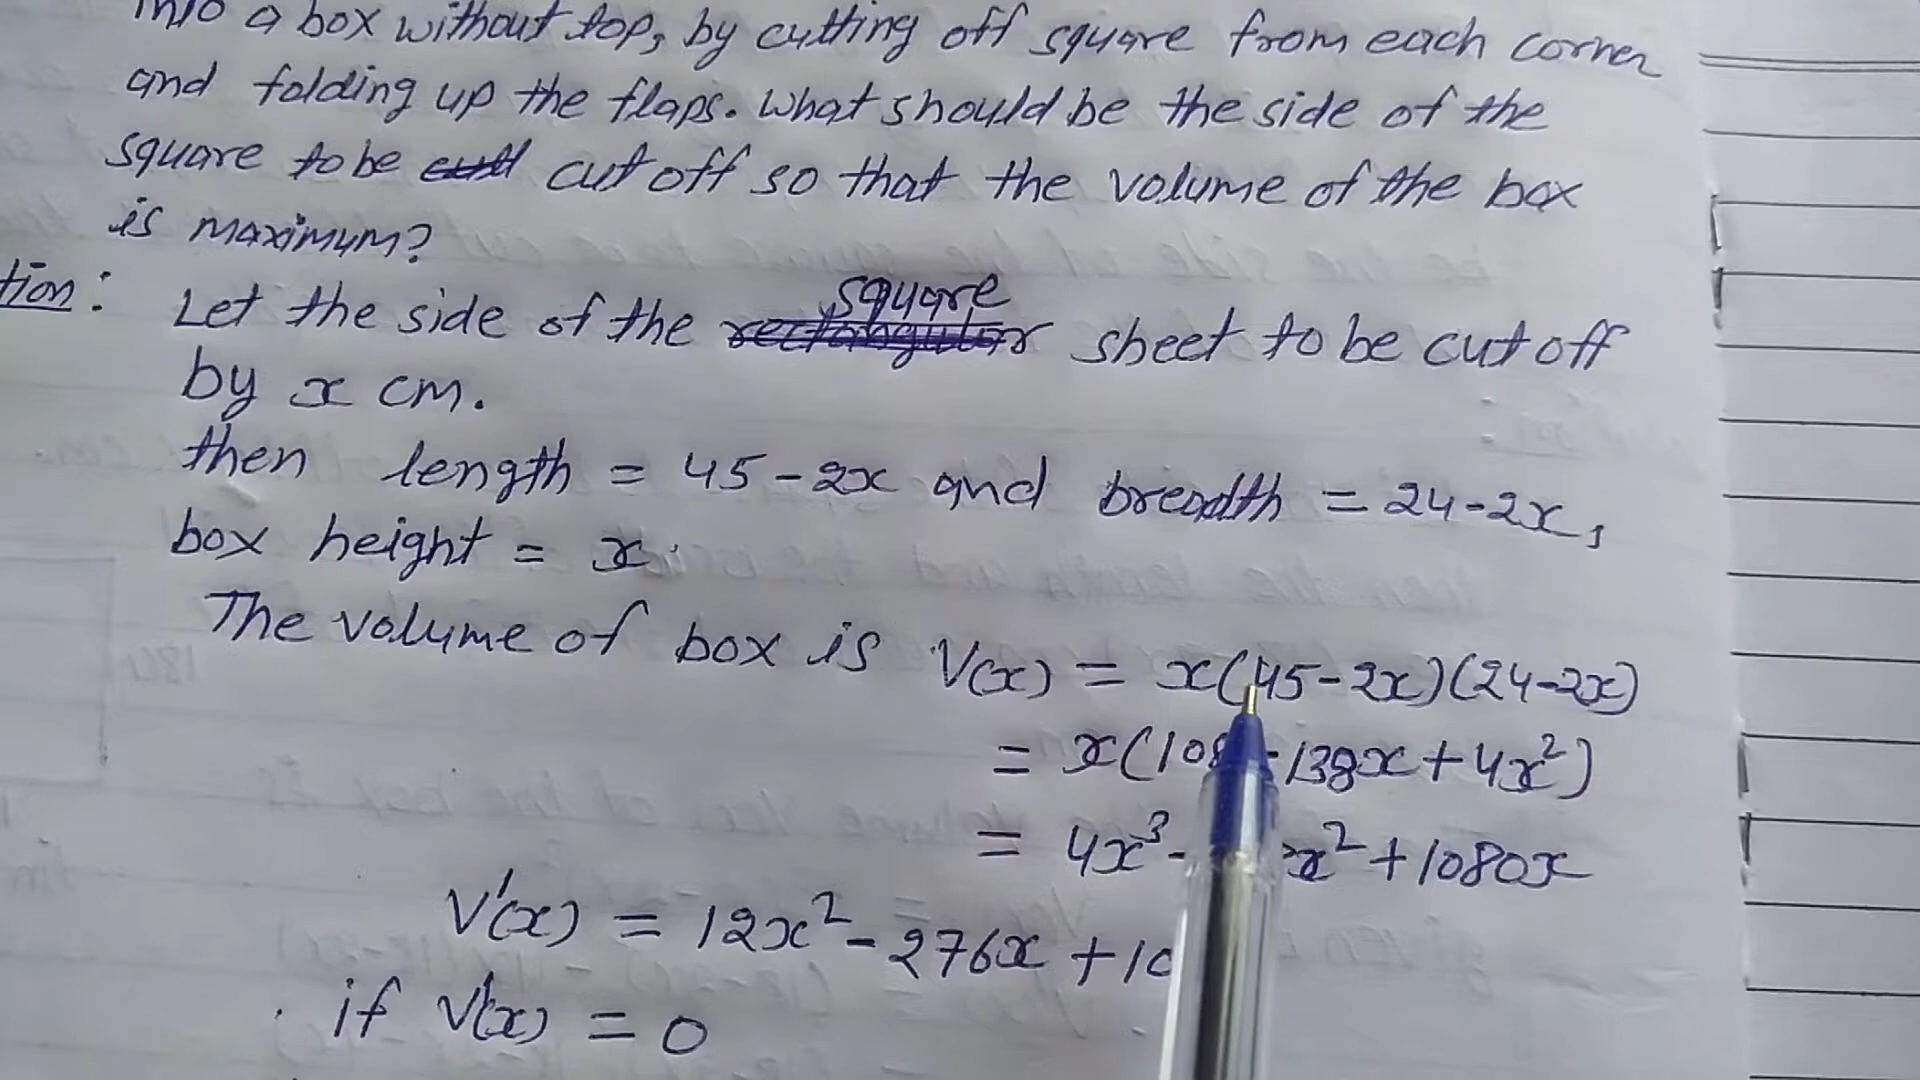 into a box without top, by cutting off square from each corner
and folding up the flaps. What should be the side of the
square to be cut off so that the volume of the box
is maximum?
tion: Let the side of the square sheet to be cut off
by x cm.
then length = 45-2x and breadth = 24-2x,
box height = x.
The volume of box is V(x) = x(45-2x)(24-2x)
= x(108 -138x+4x²)
= 4x³- x²+1080x
V'(x) = 12x²-276x+10
if V'(x) = 0